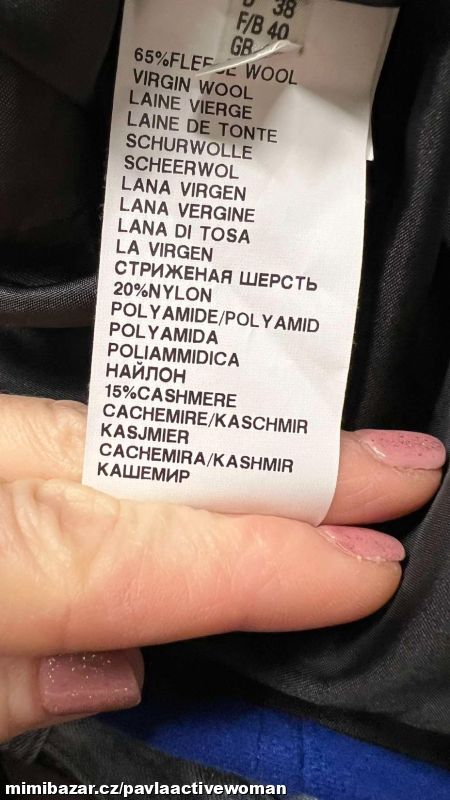 D 38
F/B 40
GB
65%FLEECE WOOL
VIRGIN WOOL
LAINE VIERGE
LAINE DE TONTE
SCHURWOLLE
SCHEERWOL
LANA VIRGEN
LANA VERGINE
LANA DI TOSA
LA VIRGEN
СТРИЖЕНАЯ ШЕРСТЬ
20%NYLON
POLYAMIDE/POLYAMID
POLYAMIDA
POLIAMMIDICA
НАЙЛОН
15%CASHMERE
CACHEMIRE/KASCHMIR
KASJMIER
CACHEMIRA/KASHMIR
КАШЕМИР
mimibazar.cz/pavlaactivewoman